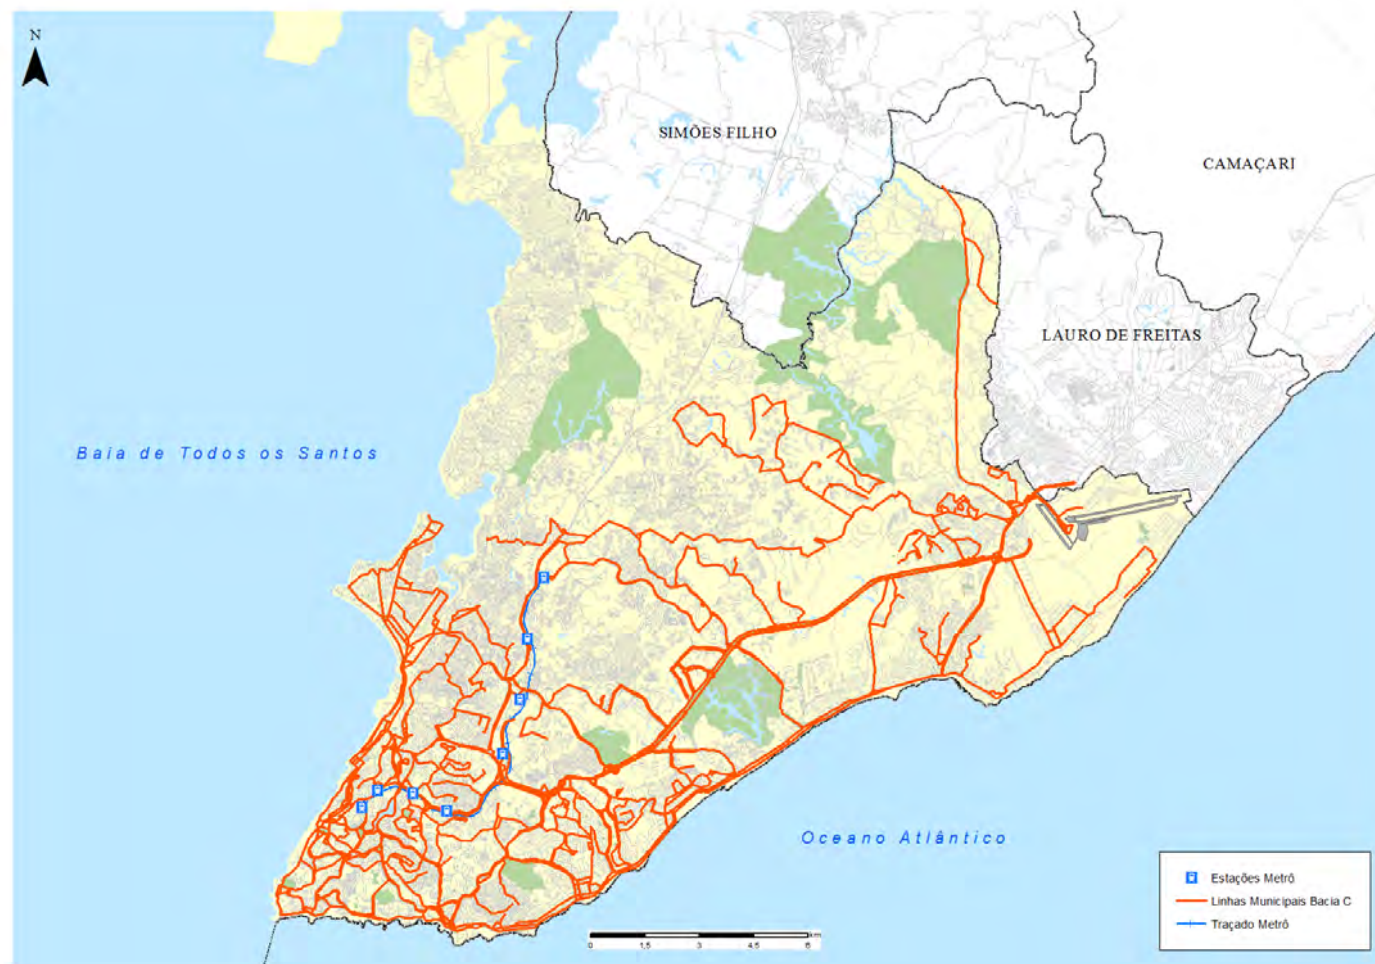 N
SIMÕES FILHO
CAMAÇARI
LAURO DE FREITAS
Baía de Todos os Santos
Oceano Atlântico
Estações Metrô
Linhas Municipais Bacia C
Traçado Metrô
0 1,5 3 4,5 6
km